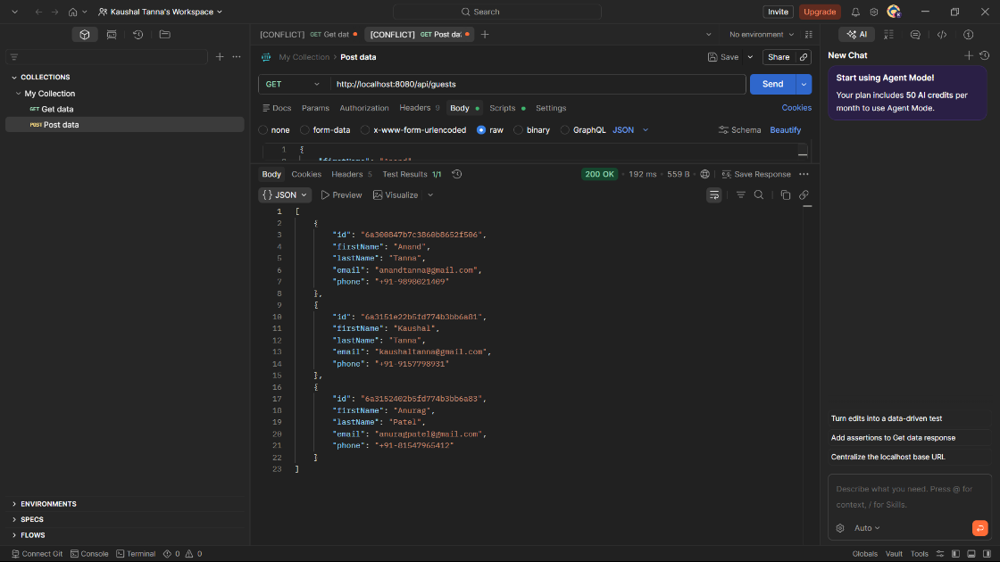 Kaushal Tanna's Workspace
Search
Invite
Upgrade
[CONFLICT] GET Get dat
[CONFLICT] GET Post dat
No environment
AI
COLLECTIONS
My Collection
GET Get data
POST Post data
My Collection > Post data
Save
Share
GET
http://localhost:8080/api/guests
Send
Docs Params Authorization Headers 9 Body Scripts Settings
Cookies
none form-data x-www-form-urlencoded raw binary GraphQL JSON
Schema Beautify
1 {
Body Cookies Headers 5 Test Results 1/1
200 OK • 192 ms • 559 B
Save Response
{} JSON Preview Visualize
1 [
2 {
3 "id": "6a300847b7c3860b8652f506",
4 "firstName": "Anand",
5 "lastName": "Tanna",
6 "email": "anandtanna@gmail.com",
7 "phone": "+91-9898021409"
8 },
9 {
10 "id": "6a3151e22b5fd774b3bb6a81",
11 "firstName": "Kaushal",
12 "lastName": "Tanna",
13 "email": "kaushaltanna@gmail.com",
14 "phone": "+91-9157798931"
15 },
16 {
17 "id": "6a3152402b5fd774b3bb6a83",
18 "firstName": "Anurag",
19 "lastName": "Patel",
20 "email": "anuragpatel@gmail.com",
21 "phone": "+91-81547965412"
22 }
23 ]
New Chat
Start using Agent Mode!
Your plan includes 50 AI credits per
month to use Agent Mode.
Turn edits into a data-driven test
Add assertions to Get data response
Centralize the localhost base URL
Describe what you need. Press @ for
context, / for Skills.
Auto
ENVIRONMENTS
SPECS
FLOWS
Connect Git Console Terminal 0 0
Globals Vault Tools